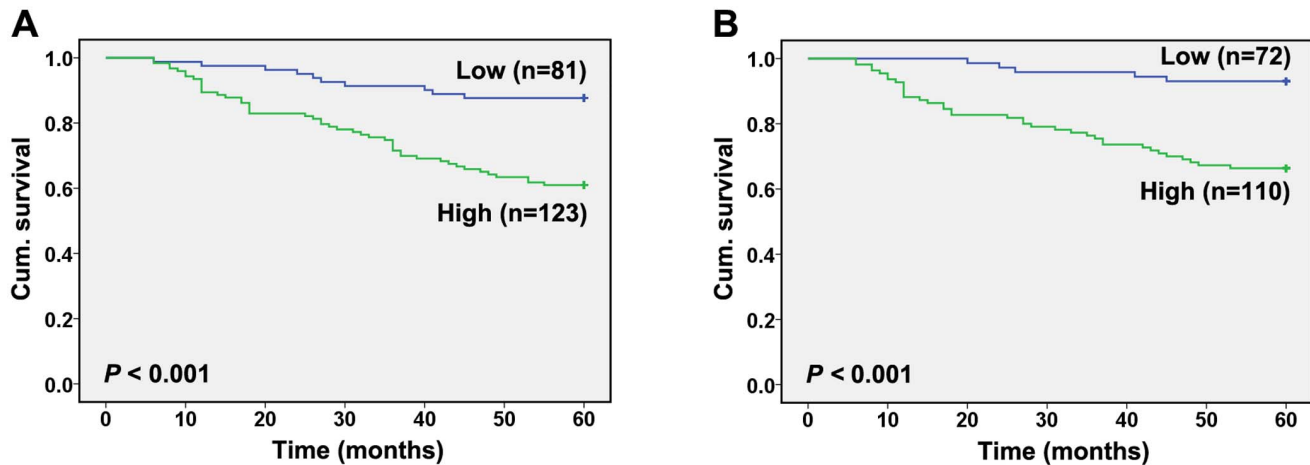 A
Cum. survival
1.0
0.8
0.6
0.4
0.2
0.0
Low (n=81)
High (n=123)
P < 0.001
0 10 20 30 40 50 60
Time (months)
B
Cum. survival
1.0
0.8
0.6
0.4
0.2
0.0
Low (n=72)
High (n=110)
P < 0.001
0 10 20 30 40 50 60
Time (months)